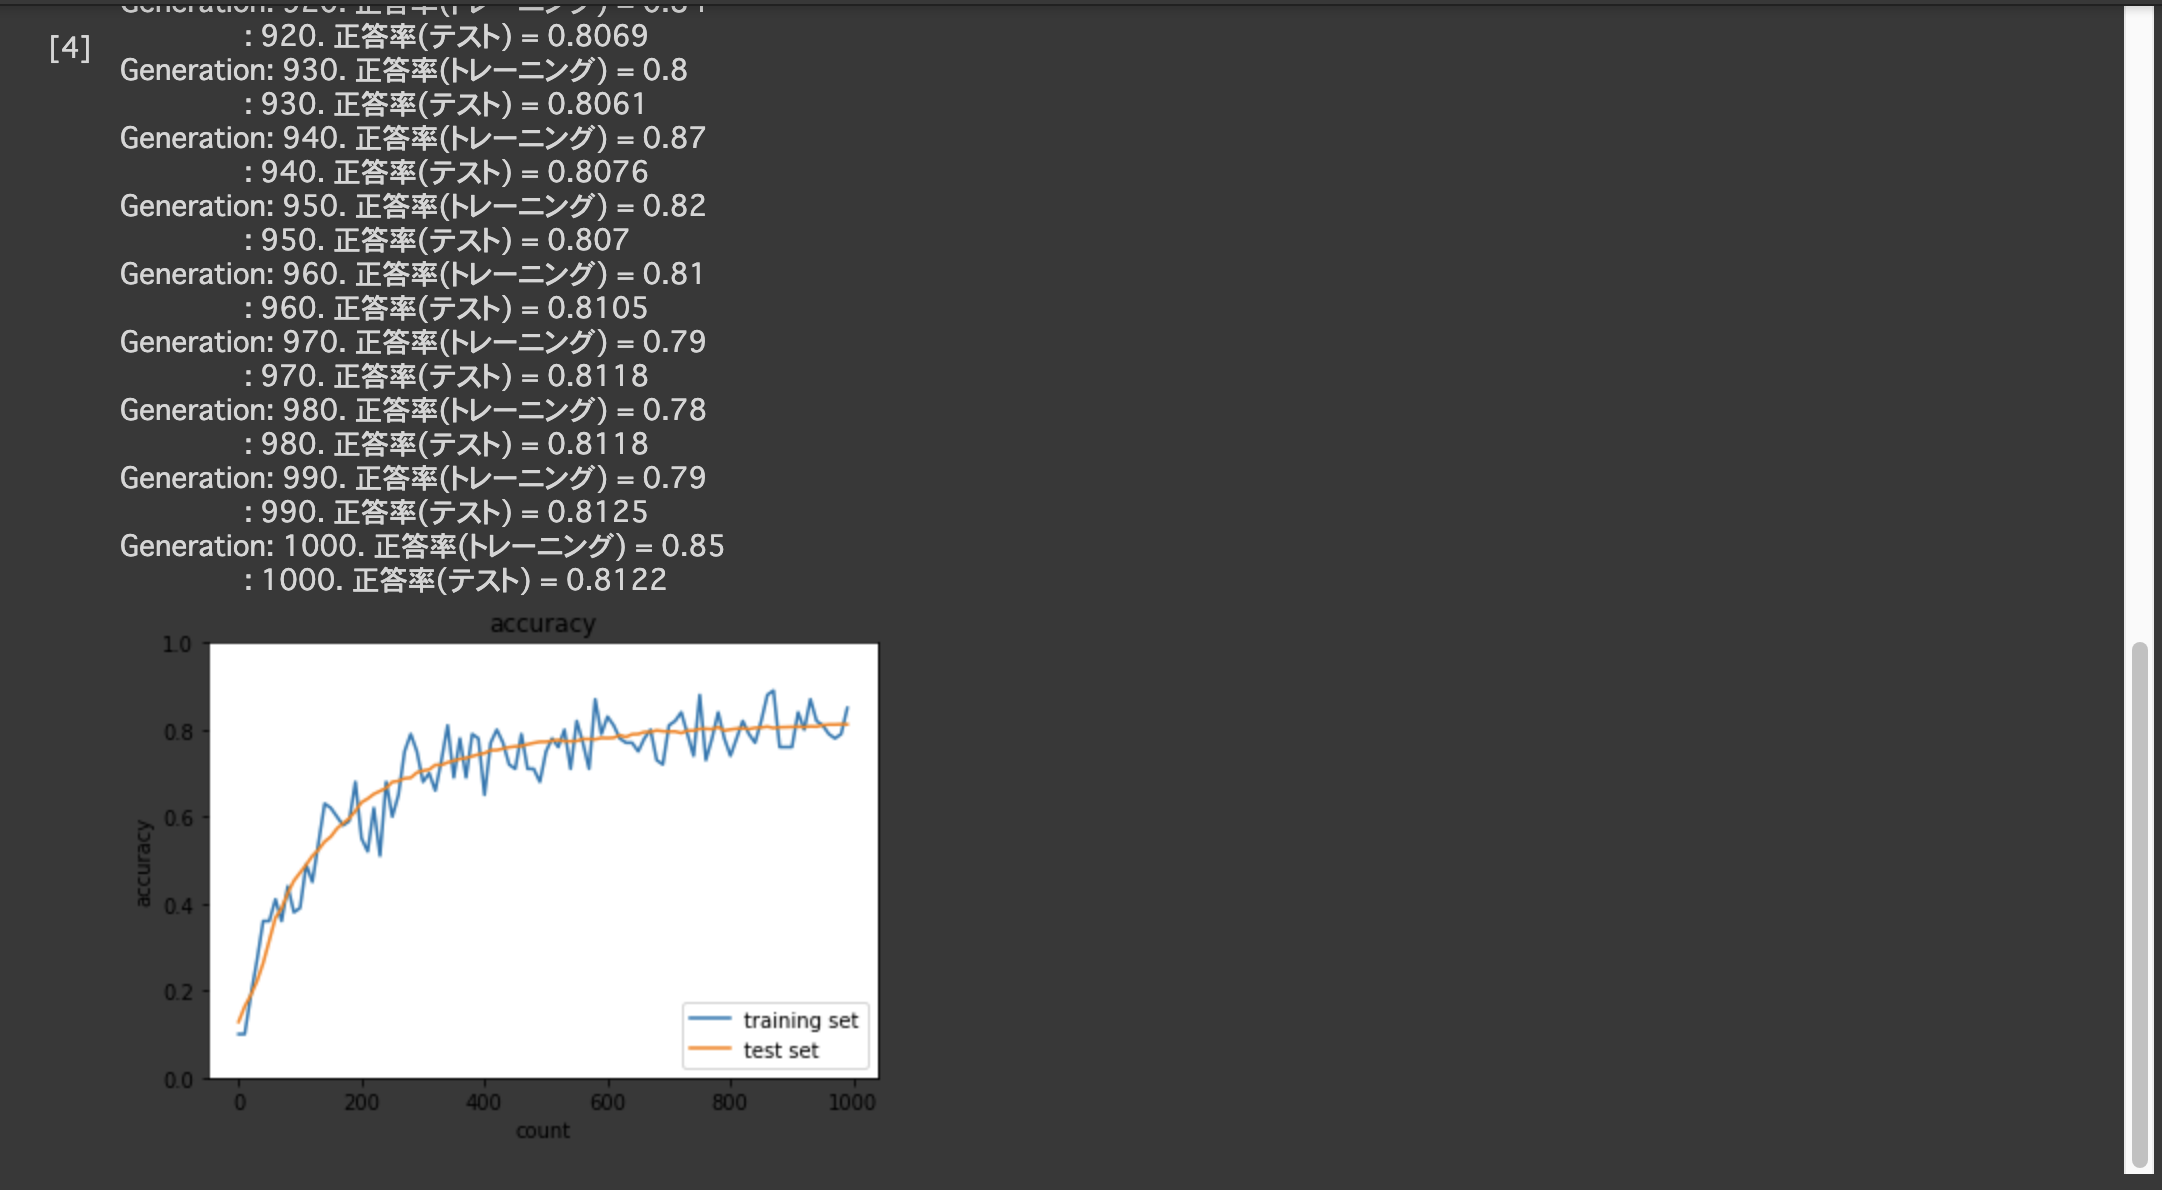 [4]
: 920. 正答率(テスト) = 0.8069
Generation: 930. 正答率(トレーニング) = 0.8
: 930. 正答率(テスト) = 0.8061
Generation: 940. 正答率(トレーニング) = 0.87
: 940. 正答率(テスト) = 0.8076
Generation: 950. 正答率(トレーニング) = 0.82
: 950. 正答率(テスト) = 0.807
Generation: 960. 正答率(トレーニング) = 0.81
: 960. 正答率(テスト) = 0.8105
Generation: 970. 正答率(トレーニング) = 0.79
: 970. 正答率(テスト) = 0.8118
Generation: 980. 正答率(トレーニング) = 0.78
: 980. 正答率(テスト) = 0.8118
Generation: 990. 正答率(トレーニング) = 0.79
: 990. 正答率(テスト) = 0.8125
Generation: 1000. 正答率(トレーニング) = 0.85
: 1000. 正答率(テスト) = 0.8122
accuracy
1.0
0.8
0.6
0.4
0.2
0.0
accuracy
training set
test set
0 200 400 600 800 1000
count